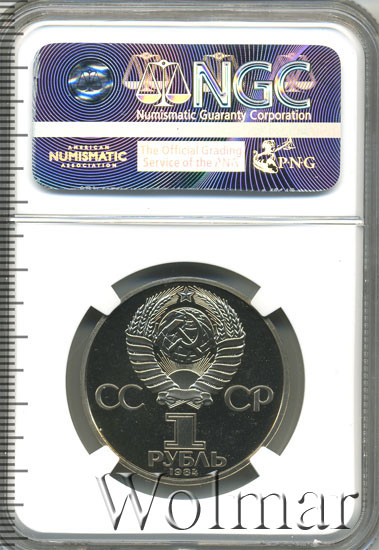 NGC
Numismatic Guaranty Corporation
AMERICAN
NUMISMATIC
ASSOCIATION
The Official Grading
Service of the PNG
PNG
СС СР
1
РУБЛЬ
1983
Wolmar